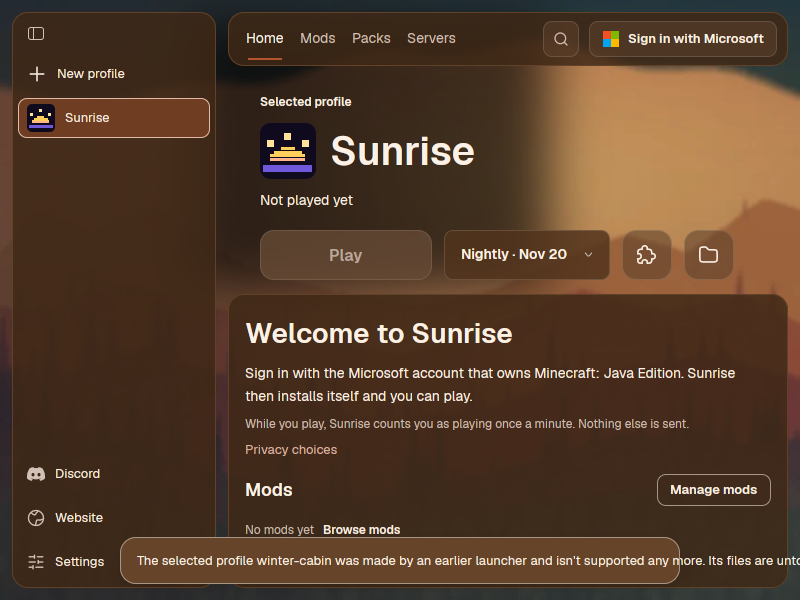 Home
Mods
Packs
Servers
Sign in with Microsoft
New profile
Sunrise
Selected profile
Sunrise
Not played yet
Play
Nightly · Nov 20
Welcome to Sunrise
Sign in with the Microsoft account that owns Minecraft: Java Edition. Sunrise
then installs itself and you can play.
While you play, Sunrise counts you as playing once a minute. Nothing else is sent.
Privacy choices
Mods
Manage mods
No mods yet
Browse mods
Discord
Website
Settings
The selected profile winter-cabin was made by an earlier launcher and isn't supported any more. Its files are